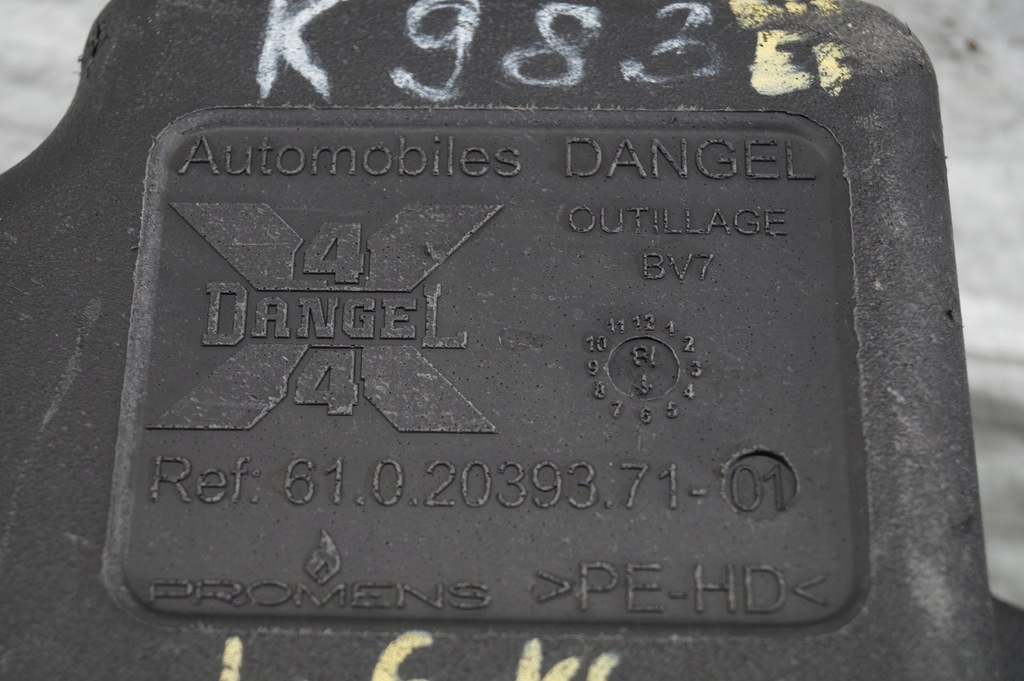 K983
Automobiles DANGEL
OUTILLAGE
BV7
4
DANGEL
4
11 12 1
10 2
9 3
8 4
7 6 5
Ref: 61.0.20393.71-01
PROMENS >PE-HD<